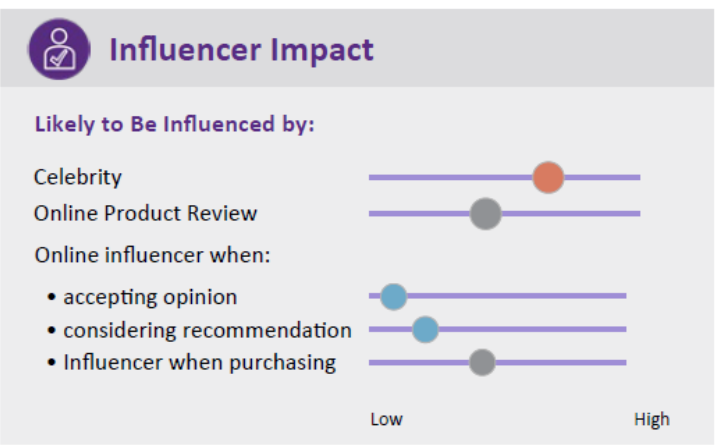 Influencer Impact
Likely to Be Influenced by:
Celebrity
Online Product Review
Online influencer when:
• accepting opinion
• considering recommendation
• Influencer when purchasing
Low High